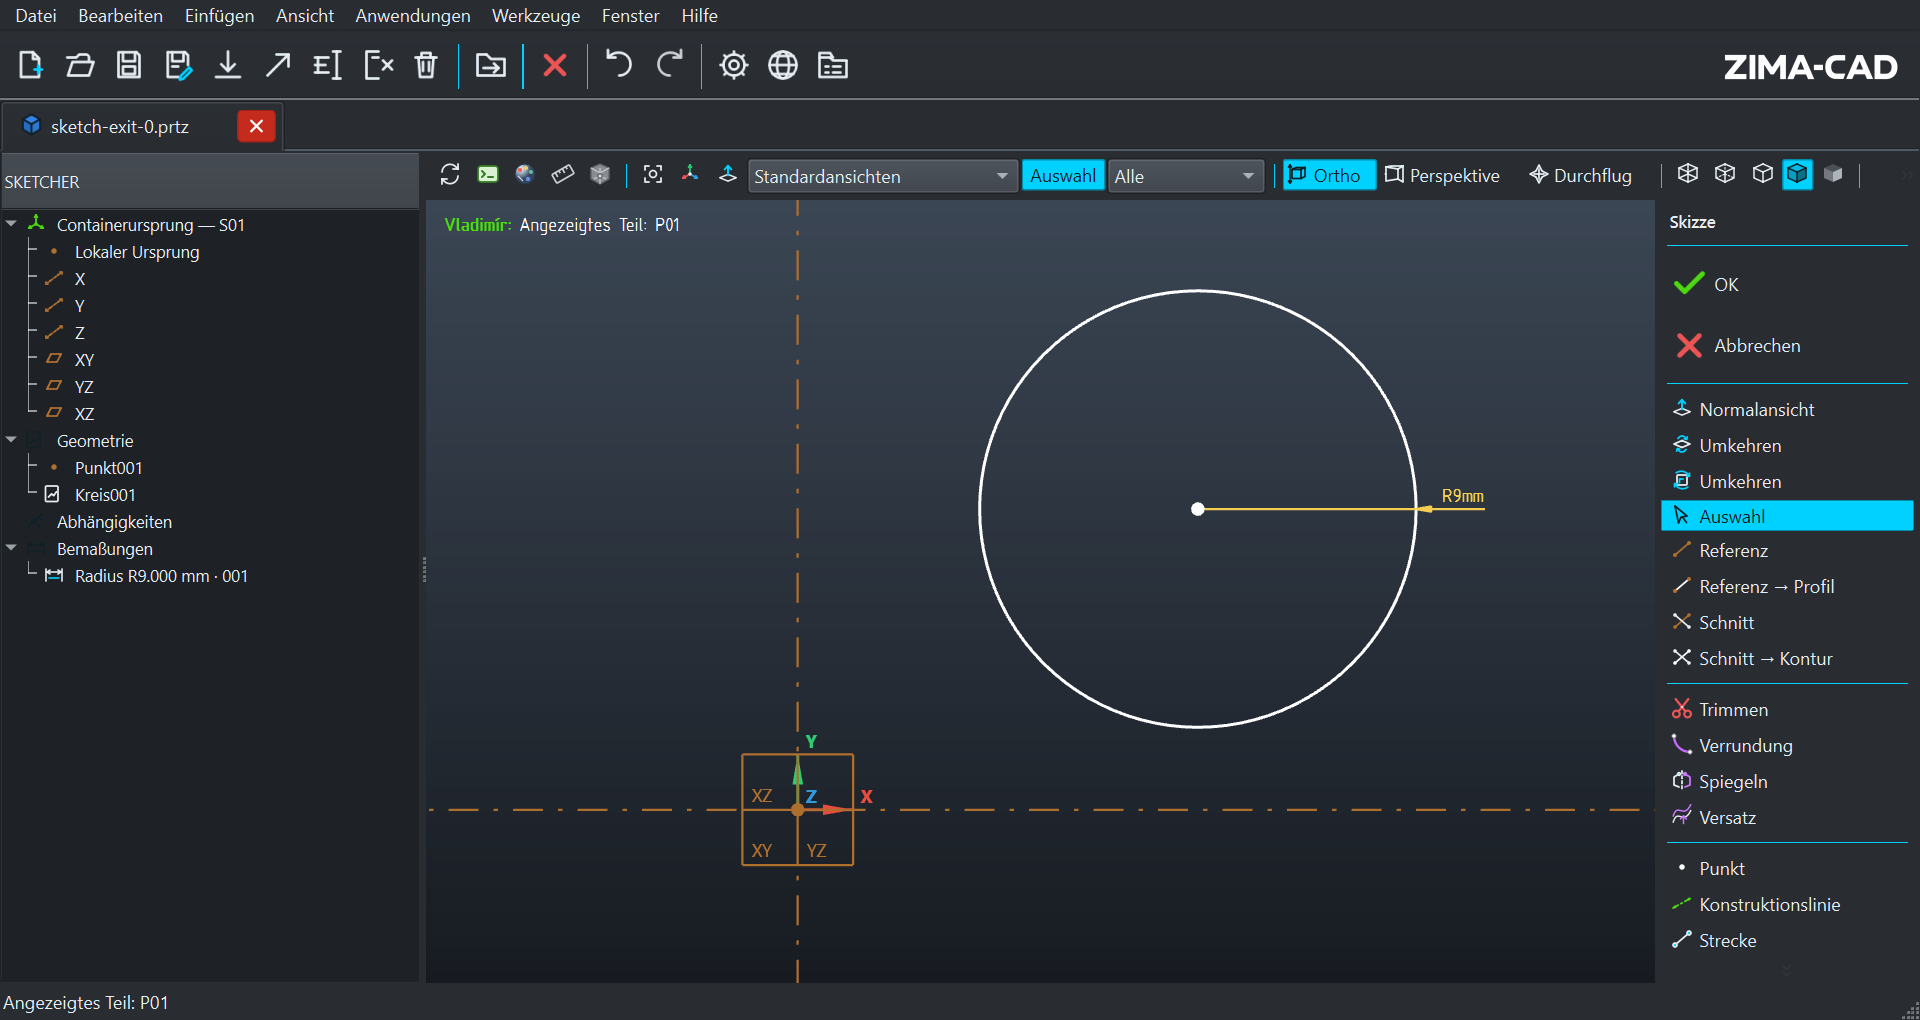 Datei Bearbeiten Einfügen Ansicht Anwendungen Werkzeuge Fenster Hilfe
ZIMA-CAD
sketch-exit-0.prtz
SKETCHER
Standardansichten Auswahl Alle Ortho Perspektive Durchflug
Containerursprung — S01
Lokaler Ursprung
X
Y
Z
XY
YZ
XZ
Geometrie
Punkt001
Kreis001
Abhängigkeiten
Bemaßungen
Radius R9.000 mm · 001
Vladimír: Angezeigtes Teil: P01
R9mm
Y
XZ Z X
XY YZ
Skizze
OK
Abbrechen
Normalansicht
Umkehren
Umkehren
Auswahl
Referenz
Referenz → Profil
Schnitt
Schnitt → Kontur
Trimmen
Verrundung
Spiegeln
Versatz
Punkt
Konstruktionslinie
Strecke
Angezeigtes Teil: P01